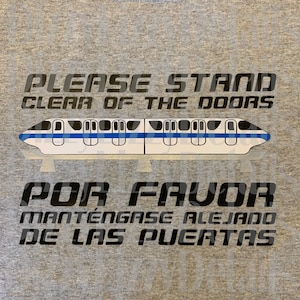 PLEASE STAND
CLEAR OF THE DOORS
POR FAVOR
MANTÉNGASE ALEJADO
DE LAS PUERTAS